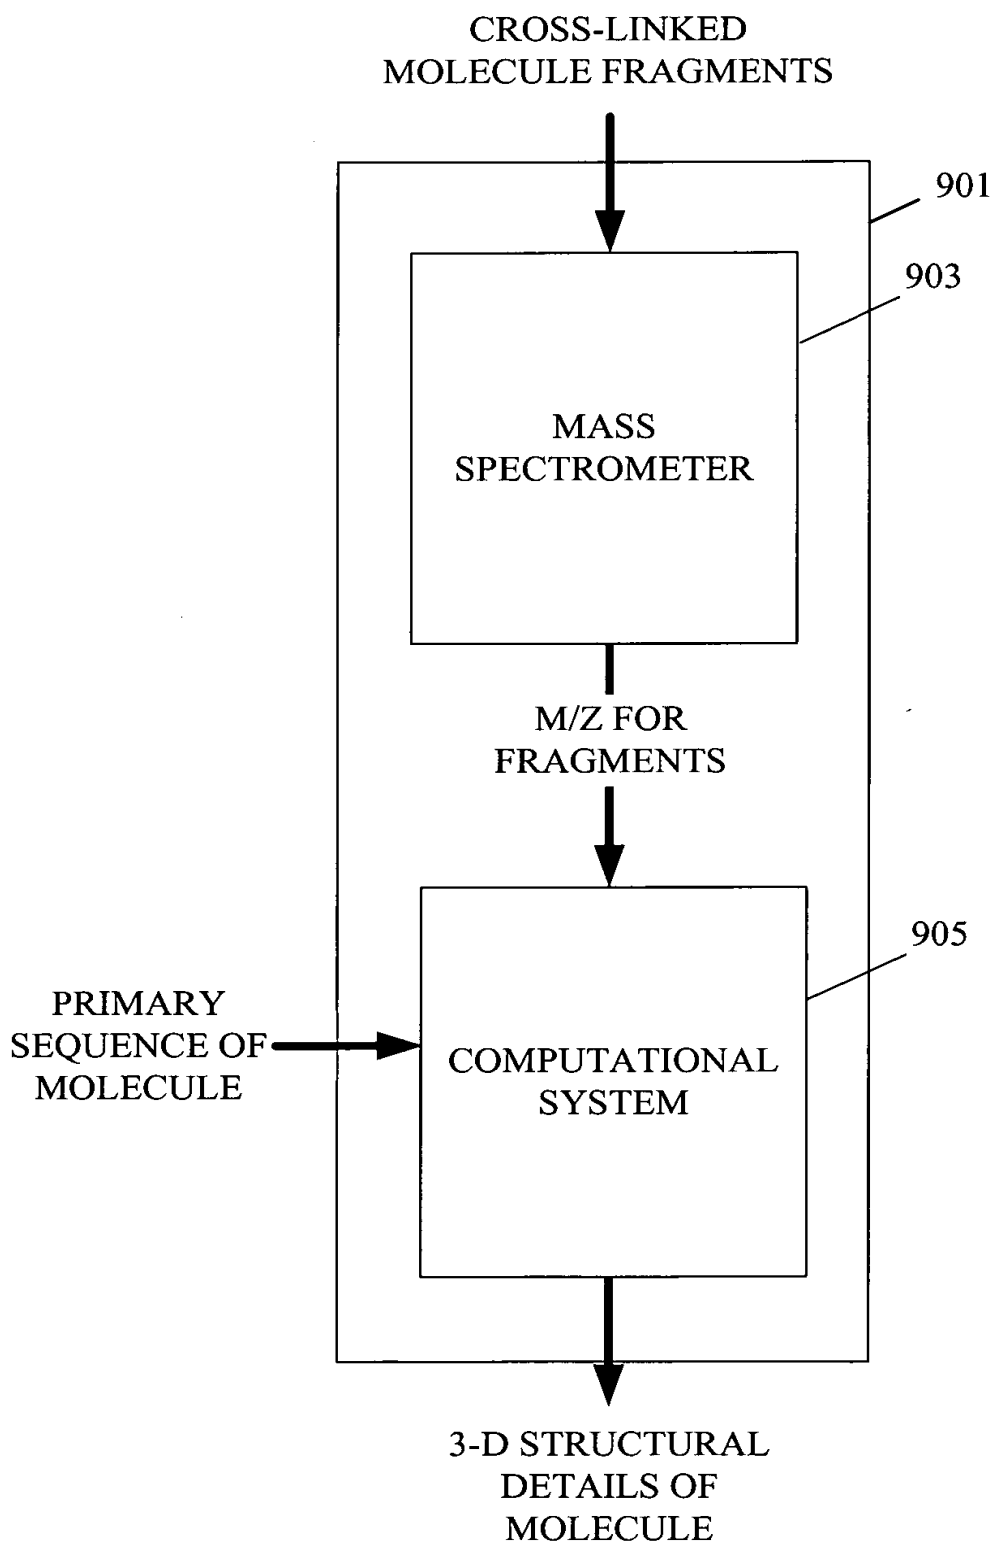 CROSS-LINKED
MOLECULE FRAGMENTS
901
903
MASS
SPECTROMETER
M/Z FOR
FRAGMENTS
905
PRIMARY
SEQUENCE OF
MOLECULE
COMPUTATIONAL
SYSTEM
3-D STRUCTURAL
DETAILS OF
MOLECULE